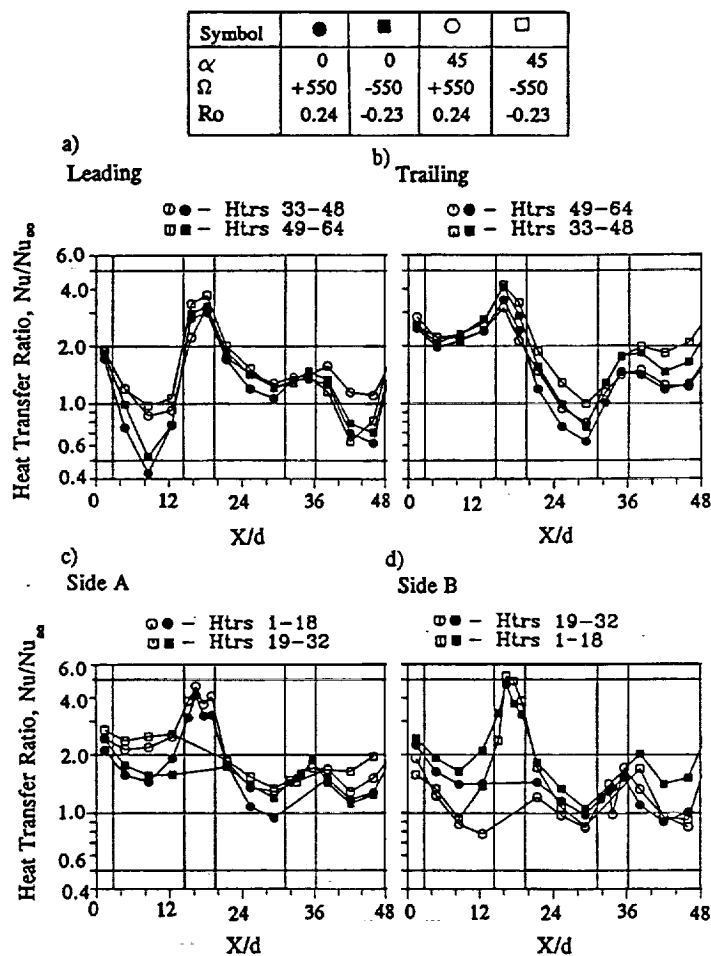 Symbol ● ■ ○ □
α 0 0 45 45
Ω +550 -550 +550 -550
Ro 0.24 -0.23 0.24 -0.23
a)
Leading
b)
Trailing
○● – Htrs 33-48
□■ – Htrs 49-64
○● – Htrs 49-64
□■ – Htrs 33-48
Heat Transfer Ratio, Nu/Nu∞
6.0
4.0
2.0
1.0
0.6
0.4
0 12 24 36 48
X/d
0 12 24 36 48
X/d
c)
Side A
d)
Side B
○● – Htrs 1-18
□■ – Htrs 19-32
○● – Htrs 19-32
□■ – Htrs 1-18
Heat Transfer Ratio, Nu/Nu∞
6.0
4.0
2.0
1.0
0.6
0.4
0 12 24 36 48
X/d
0 12 24 36 48
X/d